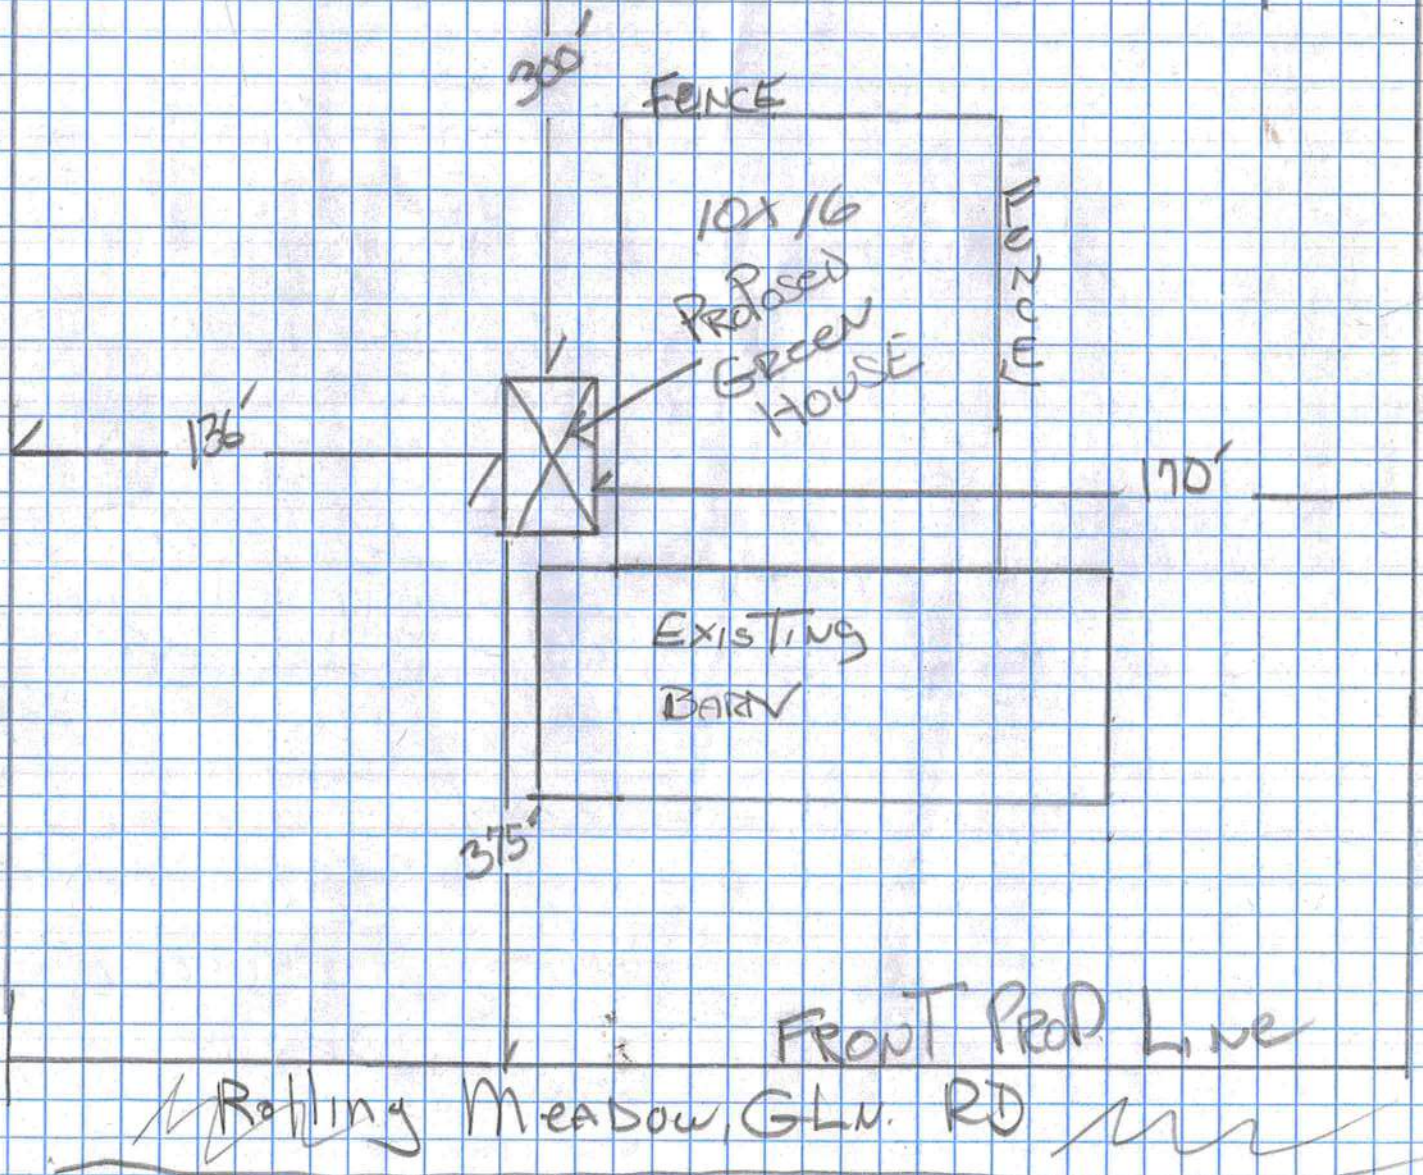 300'
FENCE
10X16
PROPOSED
GREEN
HOUSE
FeNCE
136'
170'
EXISTING
BARN
375'
FRONT PROP. LINe
Rolling MEADOW, GLN. RD